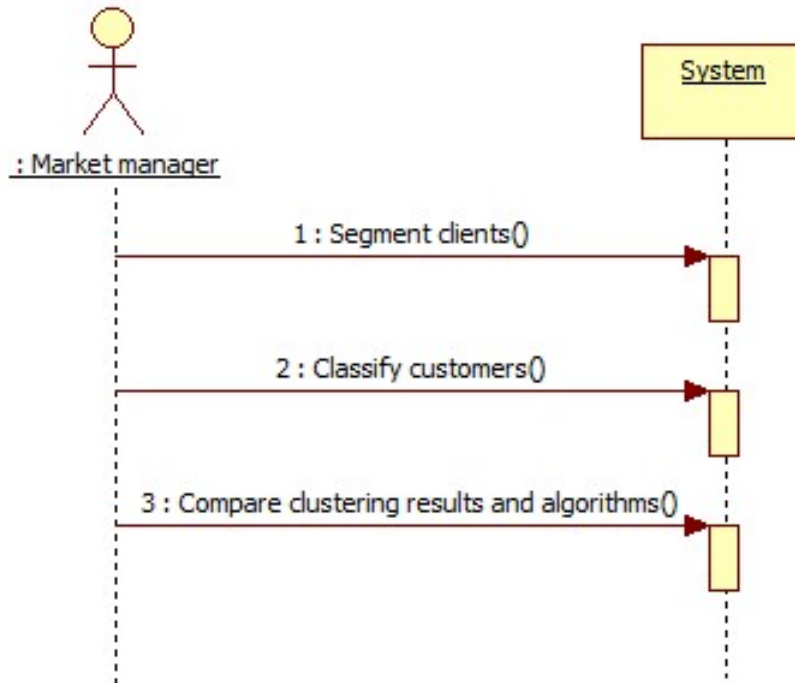 System
: Market manager
1 : Segment clients()
2 : Classify customers()
3 : Compare clustering results and algorithms()